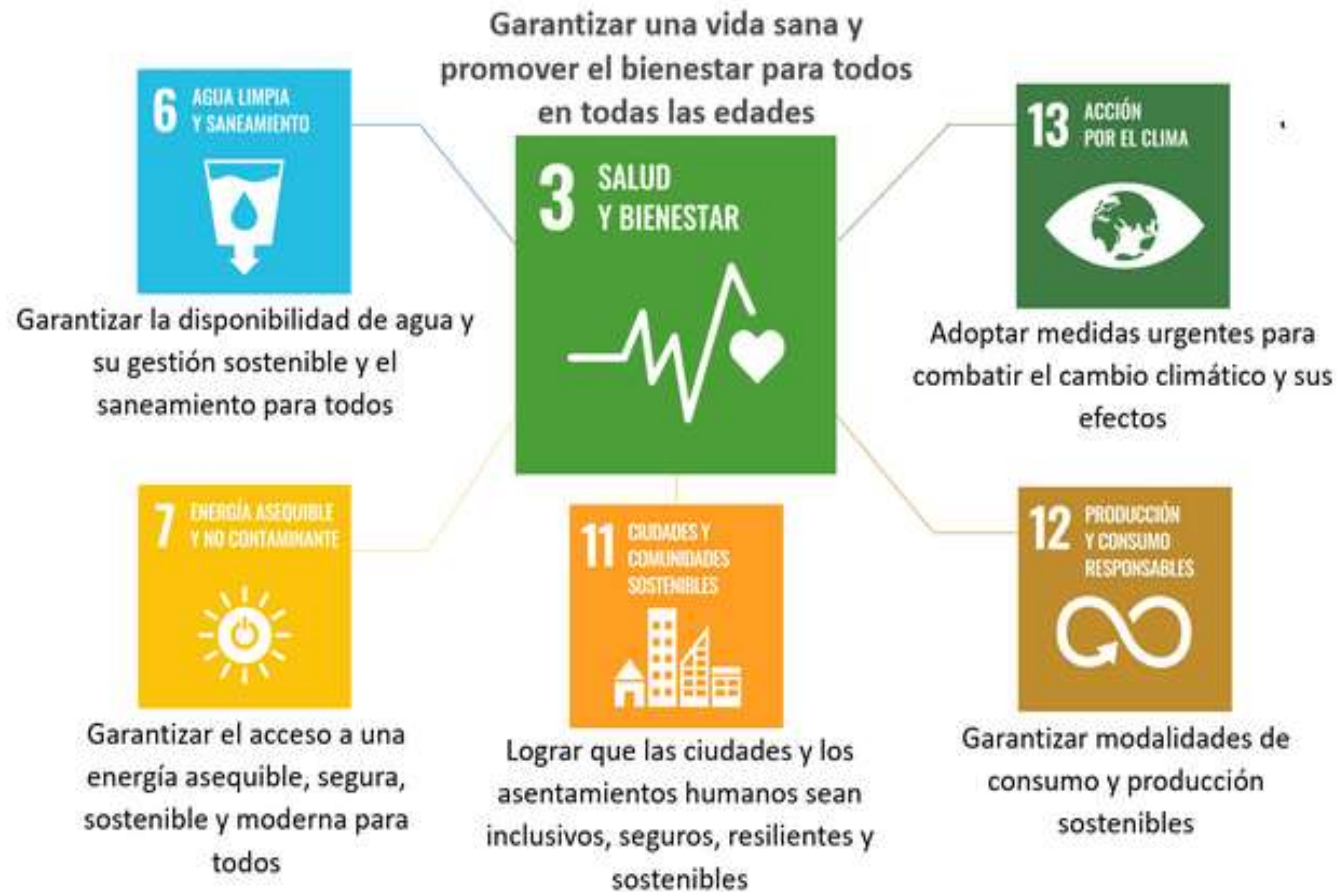 Garantizar una vida sana y
promover el bienestar para todos
en todas las edades
6 AGUA LIMPIA
Y SANEAMIENTO
Garantizar la disponibilidad de agua y
su gestión sostenible y el
saneamiento para todos
3 SALUD
Y BIENESTAR
13 ACCIÓN
POR EL CLIMA
Adoptar medidas urgentes para
combatir el cambio climático y sus
efectos
7 ENERGÍA ASEQUIBLE
Y NO CONTAMINANTE
Garantizar el acceso a una
energía asequible, segura,
sostenible y moderna para
todos
11 CIUDADES Y
COMUNIDADES
SOSTENIBLES
Lograr que las ciudades y los
asentamientos humanos sean
inclusivos, seguros, resilientes y
sostenibles
12 PRODUCCIÓN
Y CONSUMO
RESPONSABLES
Garantizar modalidades de
consumo y producción
sostenibles